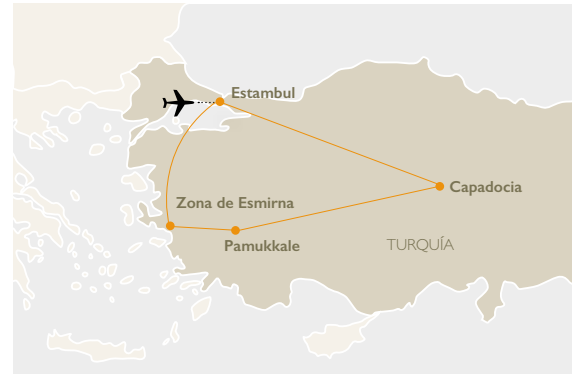 Estambul
Capadocia
Zona de Esmirna
Pamukkale
TURQUÍA